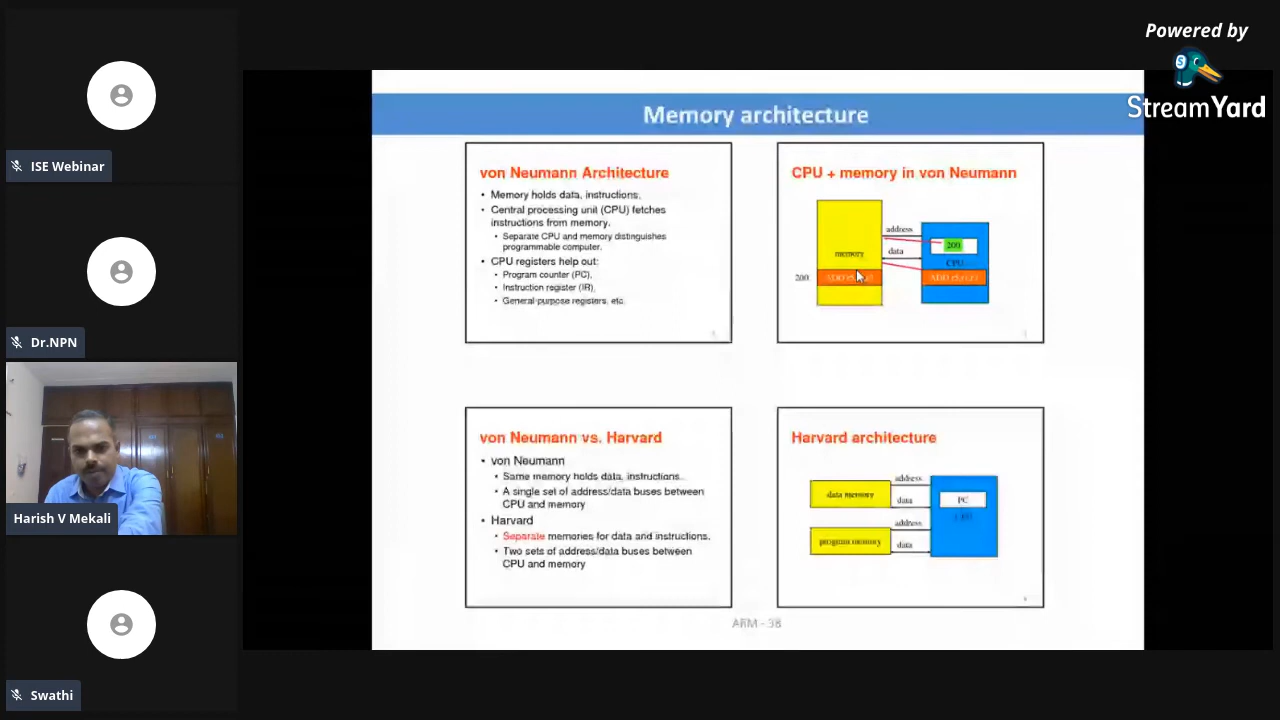 Powered by
StreamYard
ISE Webinar
Dr.NPN
Harish V Mekali
Swathi
Memory architecture
von Neumann Architecture
• Memory holds data, instructions.
• Central processing unit (CPU) fetches
instructions from memory.
• Separate CPU and memory distinguishes
programmable computer.
• CPU registers help out:
• Program counter (PC),
• Instruction register (IR),
• General-purpose registers, etc.
CPU + memory in von Neumann
address
200
data
memory
CPU
200
von Neumann vs. Harvard
• von Neumann
• Same memory holds data, instructions.
• A single set of address/data buses between
CPU and memory
• Harvard
• Separate memories for data and instructions.
• Two sets of address/data buses between
CPU and memory
Harvard architecture
address
data memory
data
PC
address
program memory
data
ARM - 38